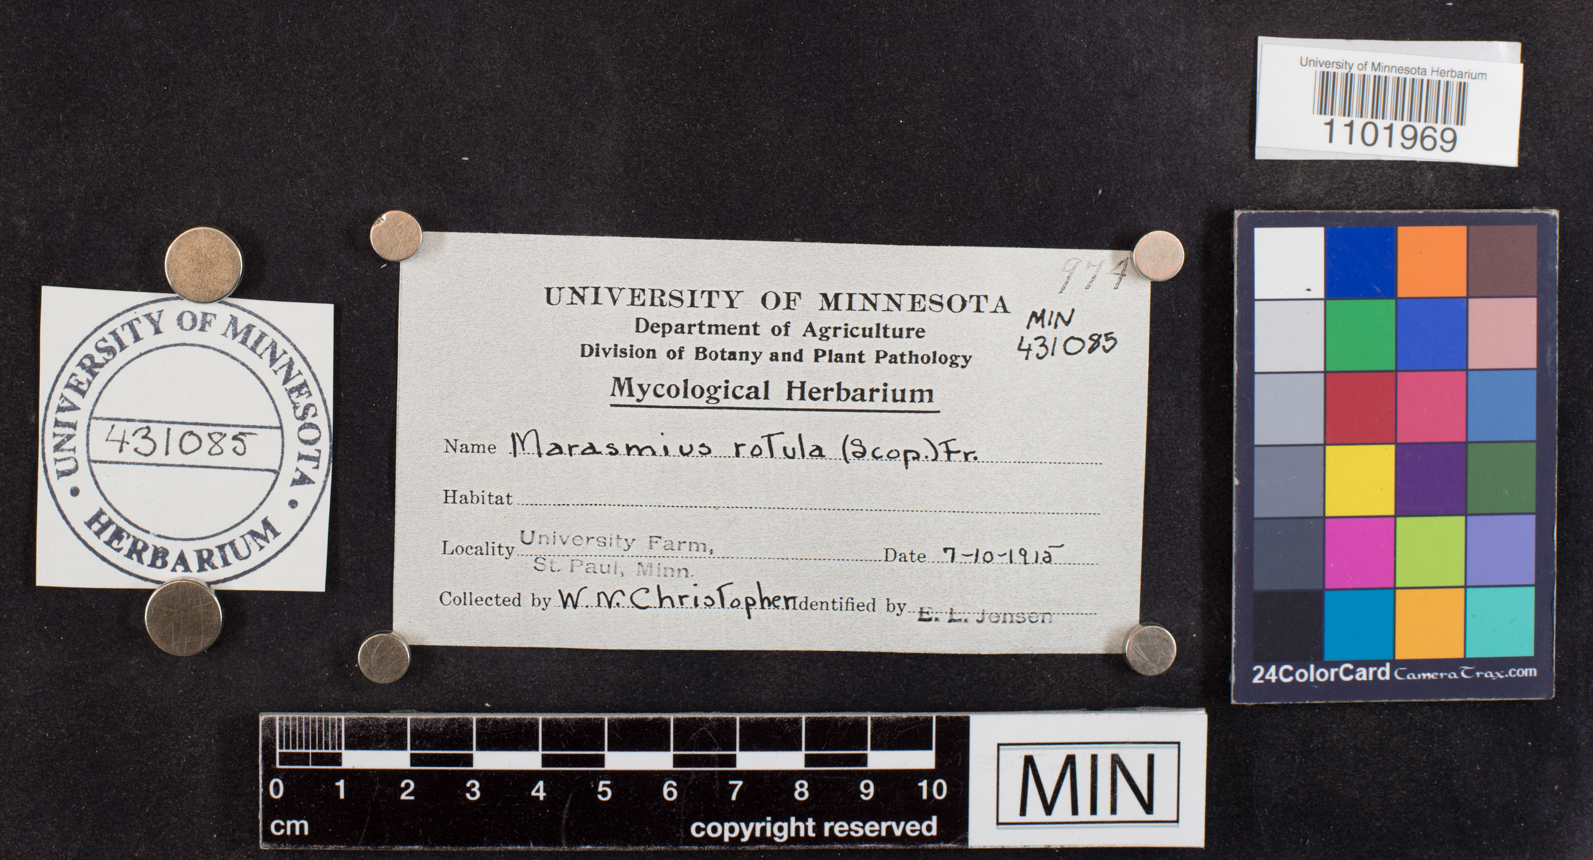 University of Minnesota Herbarium
1101969
UNIVERSITY OF MINNESOTA
431085
HERBARIUM
974
UNIVERSITY OF MINNESOTA
Department of Agriculture
Division of Botany and Plant Pathology
MIN
431085
Mycological Herbarium
Name Marasmius rotula (Scop.) Fr.
Habitat
Locality University Farm, St. Paul, Minn. Date 7-10-1915
Collected by W. N. Christopher Identified by E. L. Jensen
24ColorCard CameraTrax.com
0 1 2 3 4 5 6 7 8 9 10
cm copyright reserved
MIN